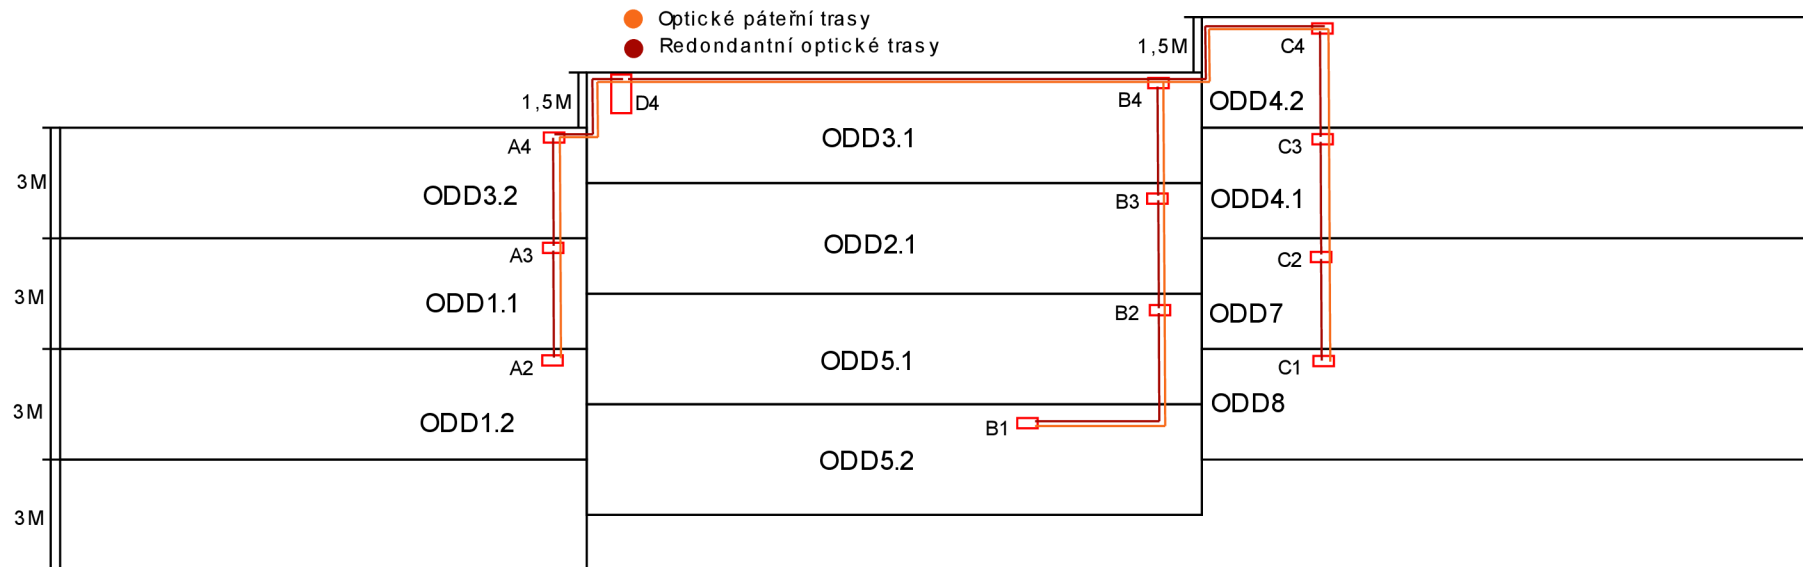 Optické páteřní trasy
Redondantní optické trasy
1,5M
C4
1,5M
D4
B4
ODD4.2
A4
ODD3.1
C3
3M
ODD3.2
B3
ODD4.1
A3
ODD2.1
C2
3M
ODD1.1
B2
ODD7
A2
ODD5.1
C1
3M
ODD1.2
B1
ODD8
ODD5.2
3M